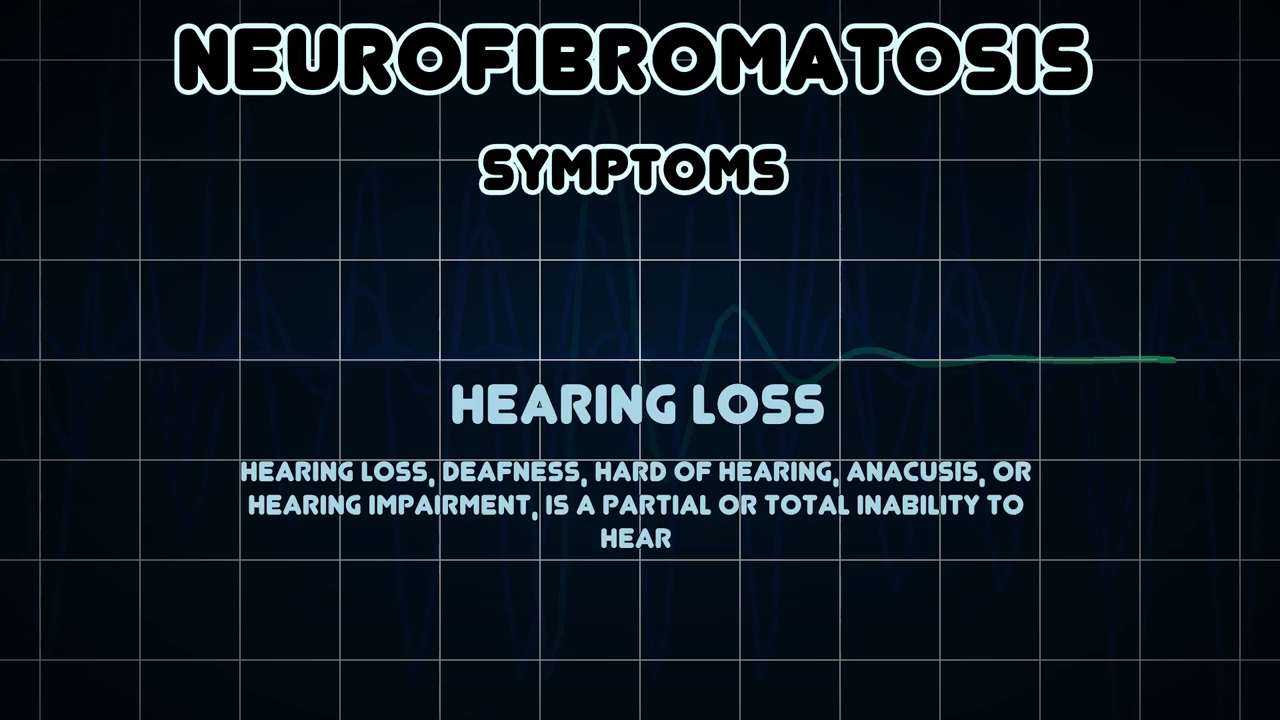 NEUROFIBROMATOSIS
SYMPTOMS
HEARING LOSS
HEARING LOSS, DEAFNESS, HARD OF HEARING, ANACUSIS, OR
HEARING IMPAIRMENT, IS A PARTIAL OR TOTAL INABILITY TO
HEAR